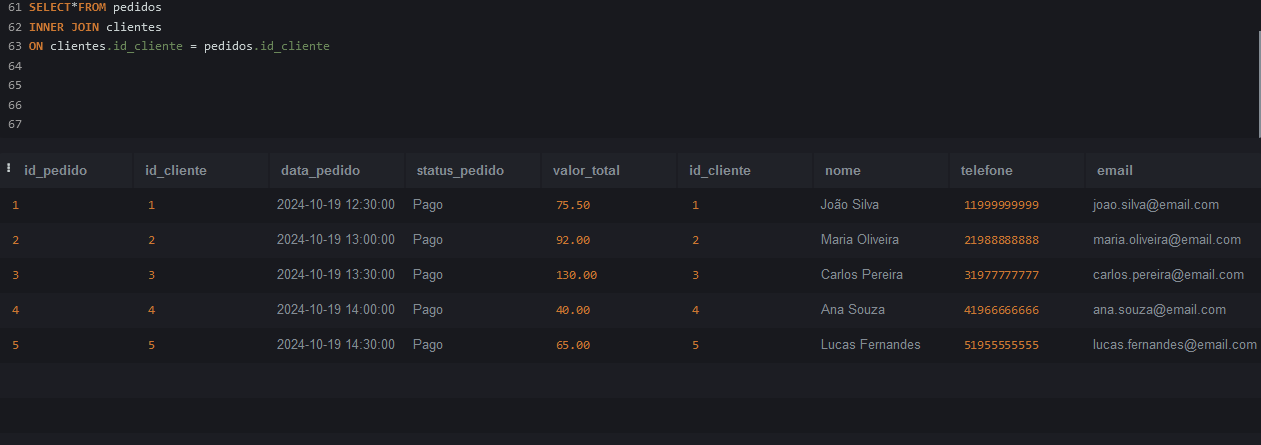 61 SELECT*FROM pedidos
62 INNER JOIN clientes
63 ON clientes.id_cliente = pedidos.id_cliente
64
65
66
67
id_pedido id_cliente data_pedido status_pedido valor_total id_cliente nome telefone email
1 1 2024-10-19 12:30:00 Pago 75.50 1 João Silva 11999999999 joao.silva@email.com
2 2 2024-10-19 13:00:00 Pago 92.00 2 Maria Oliveira 21988888888 maria.oliveira@email.com
3 3 2024-10-19 13:30:00 Pago 130.00 3 Carlos Pereira 31977777777 carlos.pereira@email.com
4 4 2024-10-19 14:00:00 Pago 40.00 4 Ana Souza 41966666666 ana.souza@email.com
5 5 2024-10-19 14:30:00 Pago 65.00 5 Lucas Fernandes 51955555555 lucas.fernandes@email.com